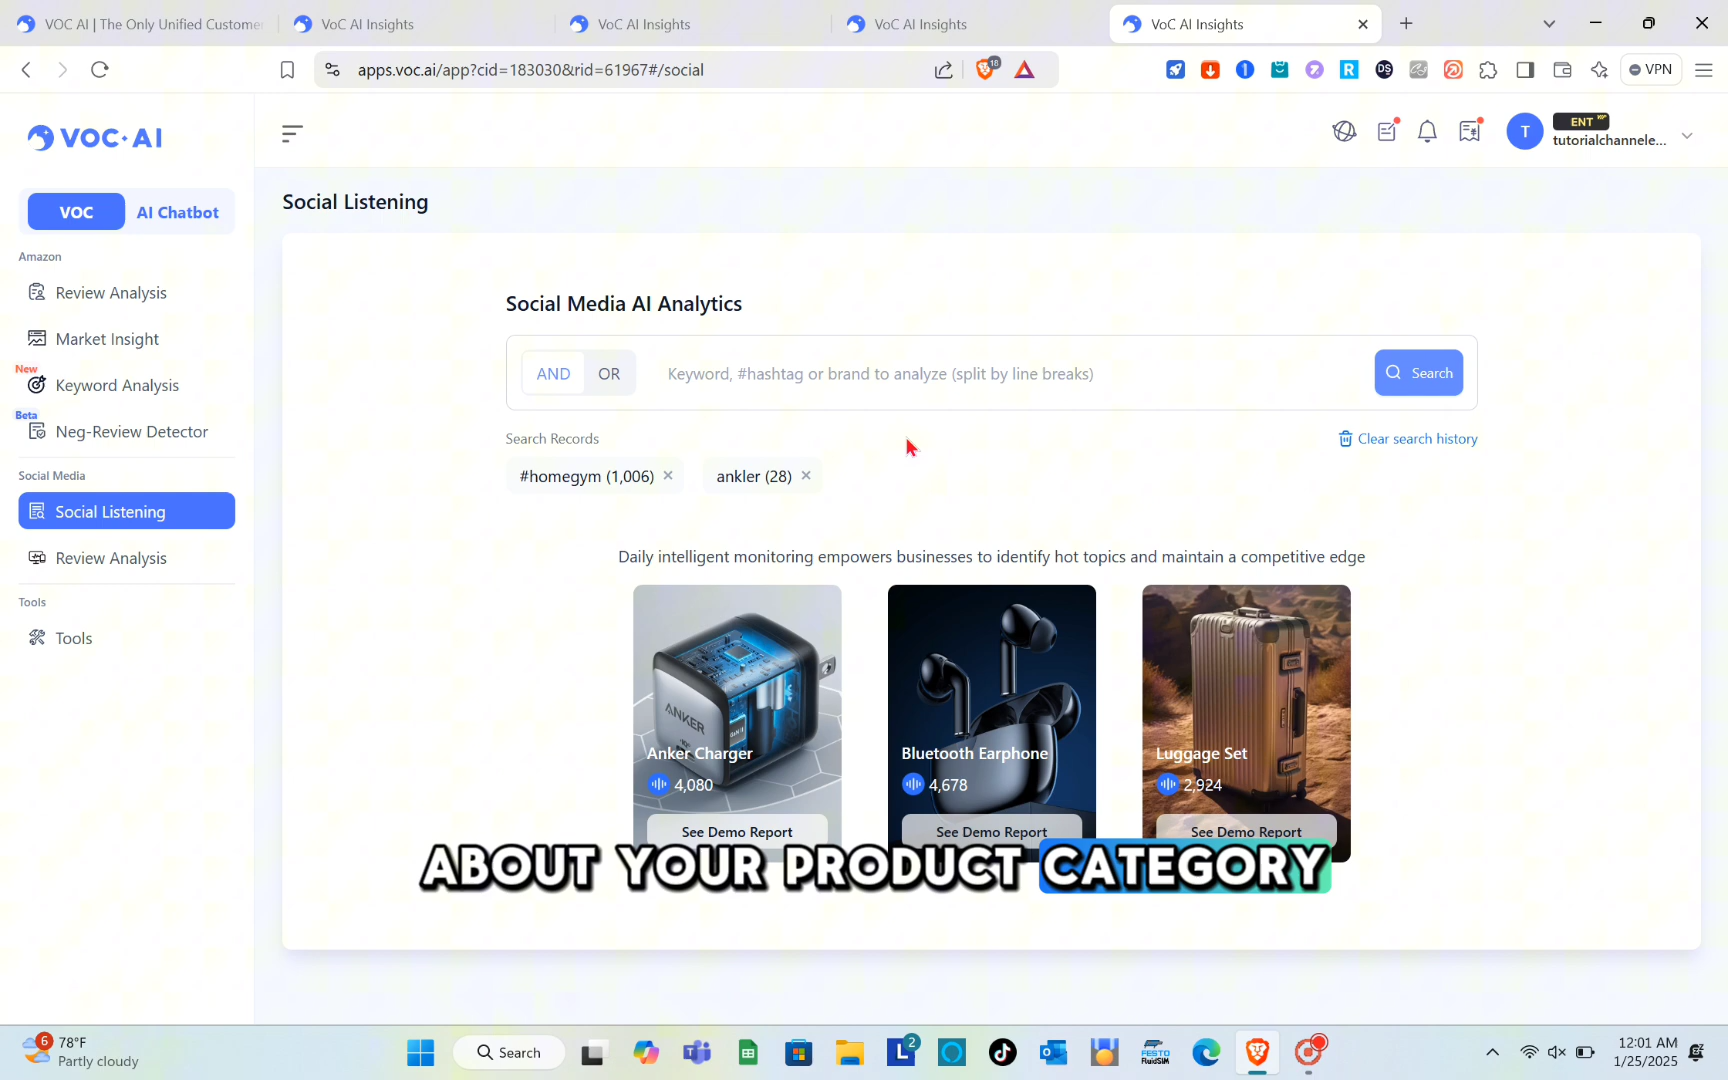 VOC AI | The Only Unified Custome
VoC AI Insights
VoC AI Insights
VoC AI Insights
VoC AI Insights
apps.voc.ai/app?cid=183030&rid=61967#/social
18
VPN
VOC·AI
ENT
VIP
T
tutorialchannele...
VOC
AI Chatbot
Social Listening
Amazon
Review Analysis
Market Insight
New
Keyword Analysis
Beta
Neg-Review Detector
Social Media
Social Listening
Review Analysis
Tools
Tools
Social Media AI Analytics
AND
OR
Keyword, #hashtag or brand to analyze (split by line breaks)
Search
Search Records
Clear search history
#homegym (1,006)
ankler (28)
Daily intelligent monitoring empowers businesses to identify hot topics and maintain a competitive edge
ANKER
Anker Charger
4,080
See Demo Report
Bluetooth Earphone
4,678
See Demo Report
Luggage Set
2,924
See Demo Report
ABOUT YOUR PRODUCT CATEGORY
6
78°F
Partly cloudy
Search
L
2
FESTO
FluidSIM
12:01 AM
1/25/2025